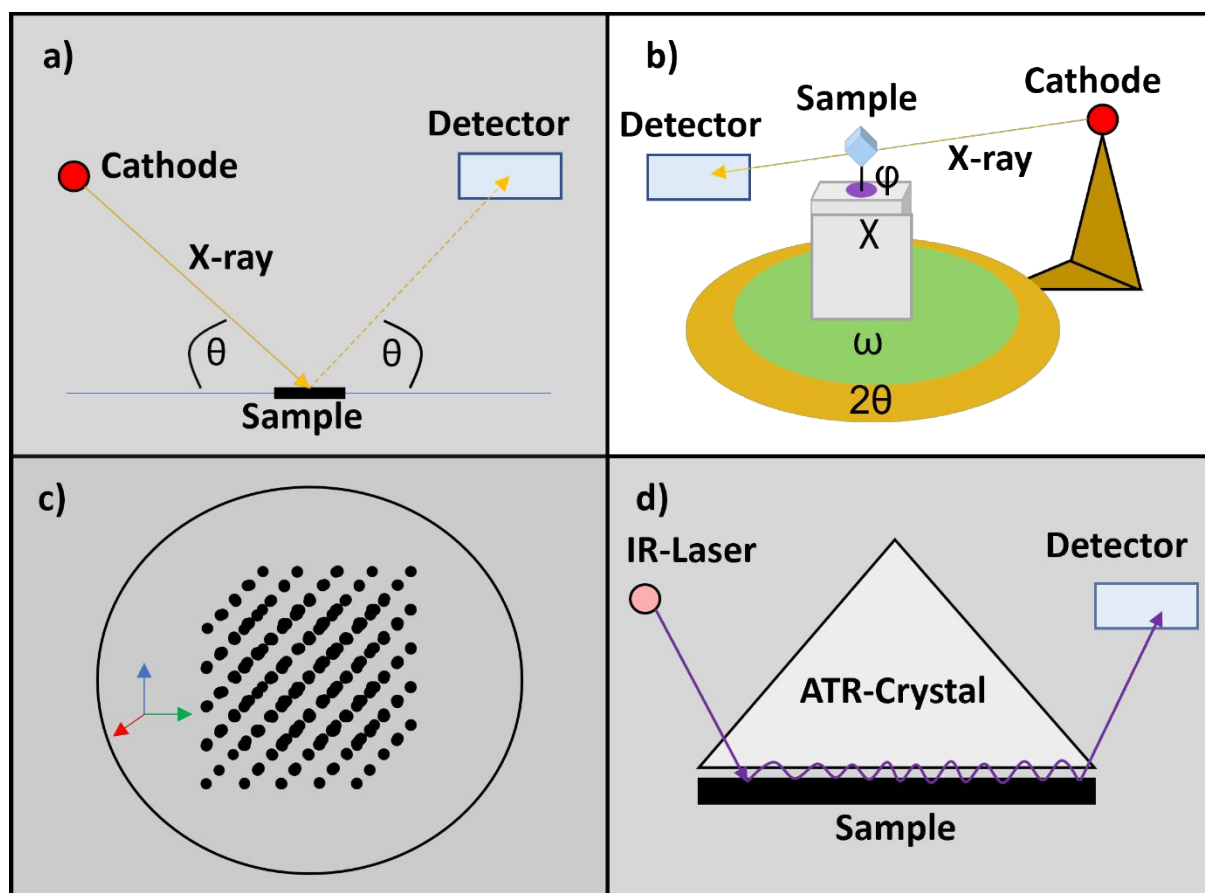 a)
Cathode
Detector
X-ray
θ
θ
Sample
b)
Cathode
Sample
Detector
X-ray
φ
χ
ω
2θ
c)
d)
IR-Laser
Detector
ATR-Crystal
Sample